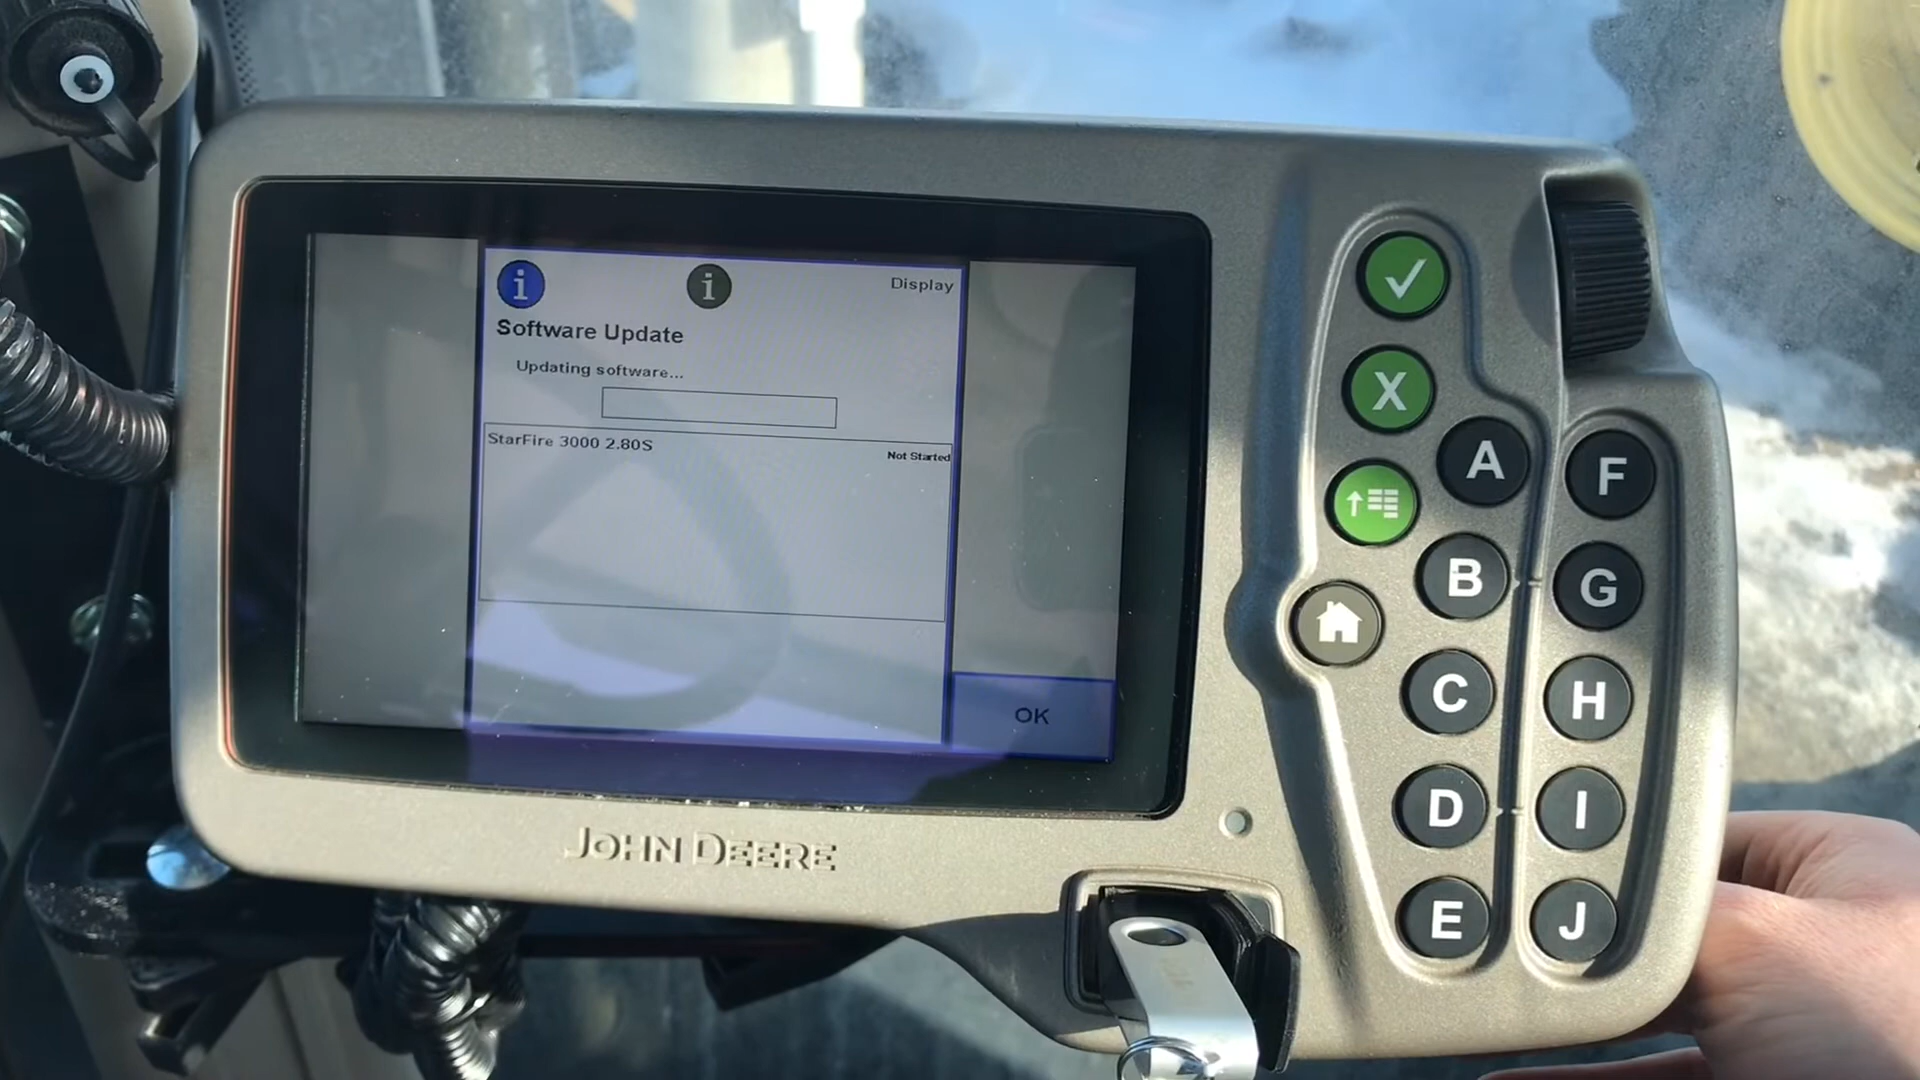 i
i
Display
Software Update
Updating software...
StarFire 3000 2.80S
Not Started
OK
JOHN DEERE
X
A
F
B
G
C
H
D
I
E
J